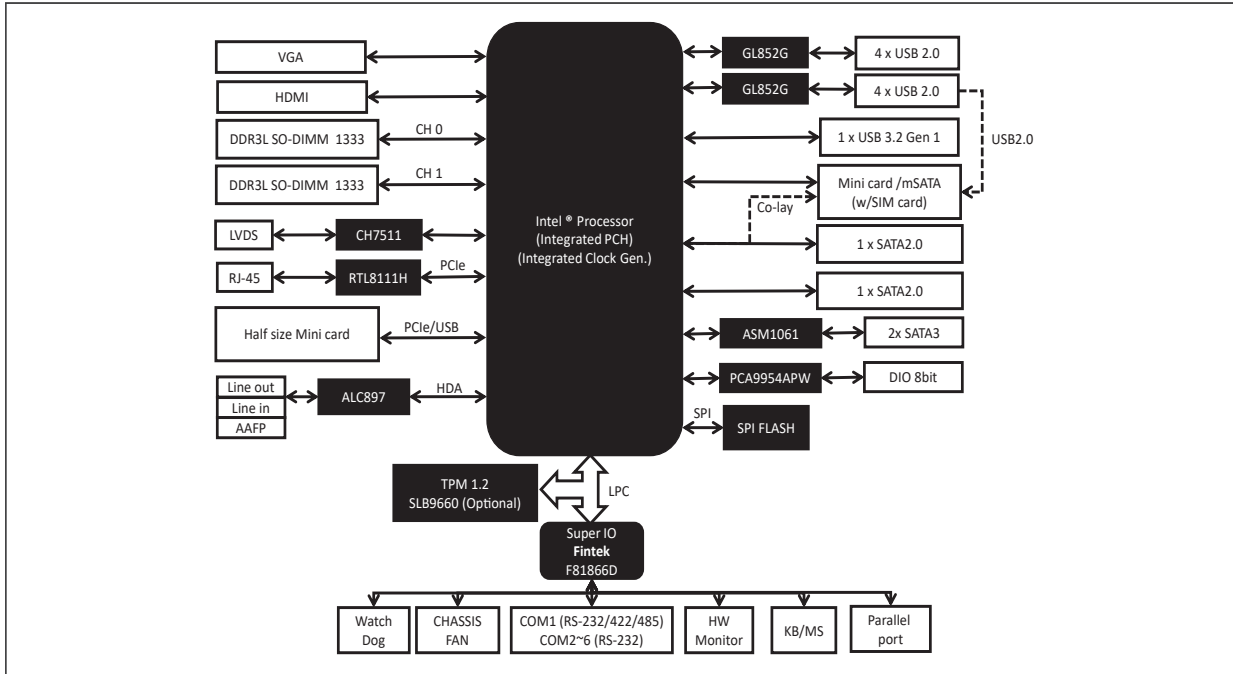 VGA
HDMI
DDR3L SO-DIMM 1333
CH 0
DDR3L SO-DIMM 1333
CH 1
LVDS
CH7511
RJ-45
RTL8111H
PCIe
Half size Mini card
PCIe/USB
Line out
Line in
AAFP
ALC897
HDA
Intel ® Processor
(Integrated PCH)
(Integrated Clock Gen.)
GL852G
4 x USB 2.0
GL852G
4 x USB 2.0
USB2.0
1 x USB 3.2 Gen 1
Mini card /mSATA
(w/SIM card)
Co-lay
1 x SATA2.0
1 x SATA2.0
ASM1061
2x SATA3
PCA9954APW
DIO 8bit
SPI
SPI FLASH
TPM 1.2
SLB9660 (Optional)
LPC
Super IO
Fintek
F81866D
Watch
Dog
CHASSIS
FAN
COM1 (RS-232/422/485)
COM2~6 (RS-232)
HW
Monitor
KB/MS
Parallel
port